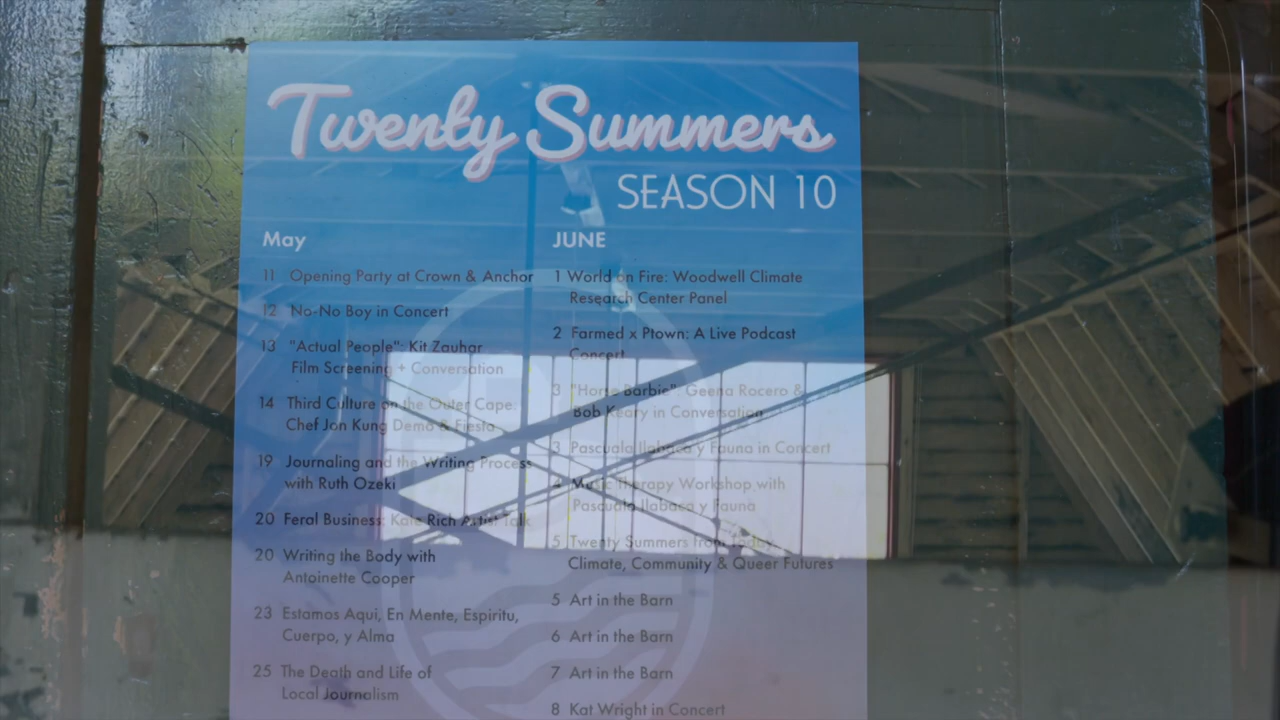 Twenty Summers
SEASON 10
May
11 Opening Party at Crown & Anchor
12 No-No Boy in Concert
13 "Actual People": Kit Zauhar
Film Screening + Conversation
14 Third Culture on the Outer Cape:
Chef Jon Kung Demo & Fiesta
19 Journaling and the Writing Process
with Ruth Ozeki
20 Feral Business: Kate Rich Artist Talk
20 Writing the Body with
Antoinette Cooper
23 Estamos Aqui, En Mente, Espiritu,
Cuerpo, y Alma
25 The Death and Life of
Local Journalism
JUNE
1 World on Fire: Woodwell Climate
Research Center Panel
2 Farmed x Ptown: A Live Podcast
Concert
3 "Horse Barbie": Geena Rocero &
Bob Keary in Conversation
3 Pascuala Ilabaca y Fauna in Concert
4 Music Therapy Workshop with
Pascuala Ilabaca y Fauna
5 Twenty Summers from Today:
Climate, Community & Queer Futures
5 Art in the Barn
6 Art in the Barn
7 Art in the Barn
8 Kat Wright in Concert